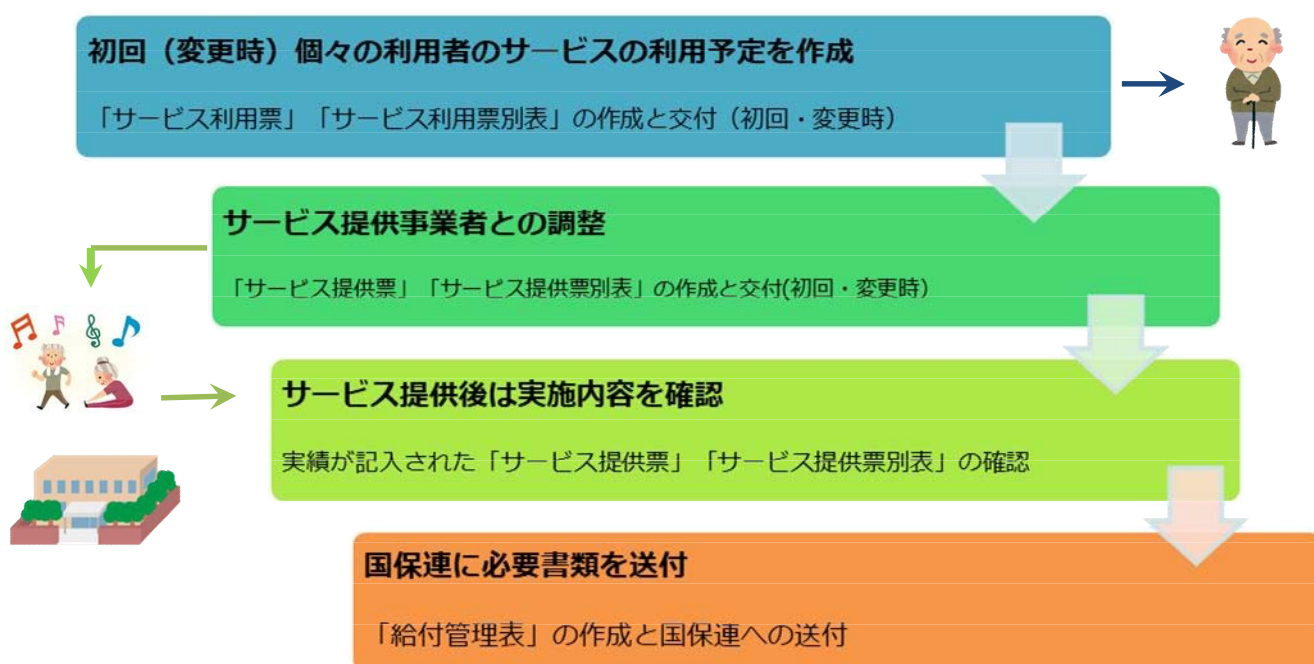 初回（変更時）個々の利用者のサービスの利用予定を作成
「サービス利用票」「サービス利用票別表」の作成と交付（初回・変更時）
サービス提供事業者との調整
「サービス提供票」「サービス提供票別表」の作成と交付(初回・変更時）
サービス提供後は実施内容を確認
実績が記入された「サービス提供票」「サービス提供票別表」の確認
国保連に必要書類を送付
「給付管理表」の作成と国保連への送付